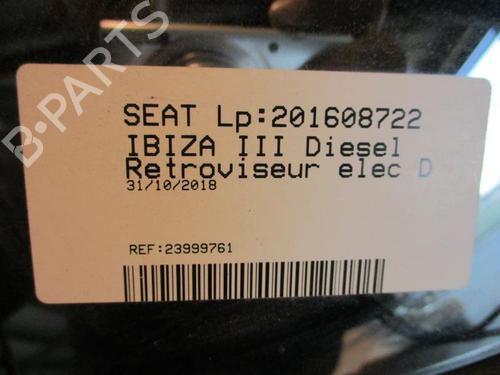 B-PARTS
SEAT Lp:201608722
IBIZA III Diesel
Retroviseur elec D
31/10/2018
REF:23999761